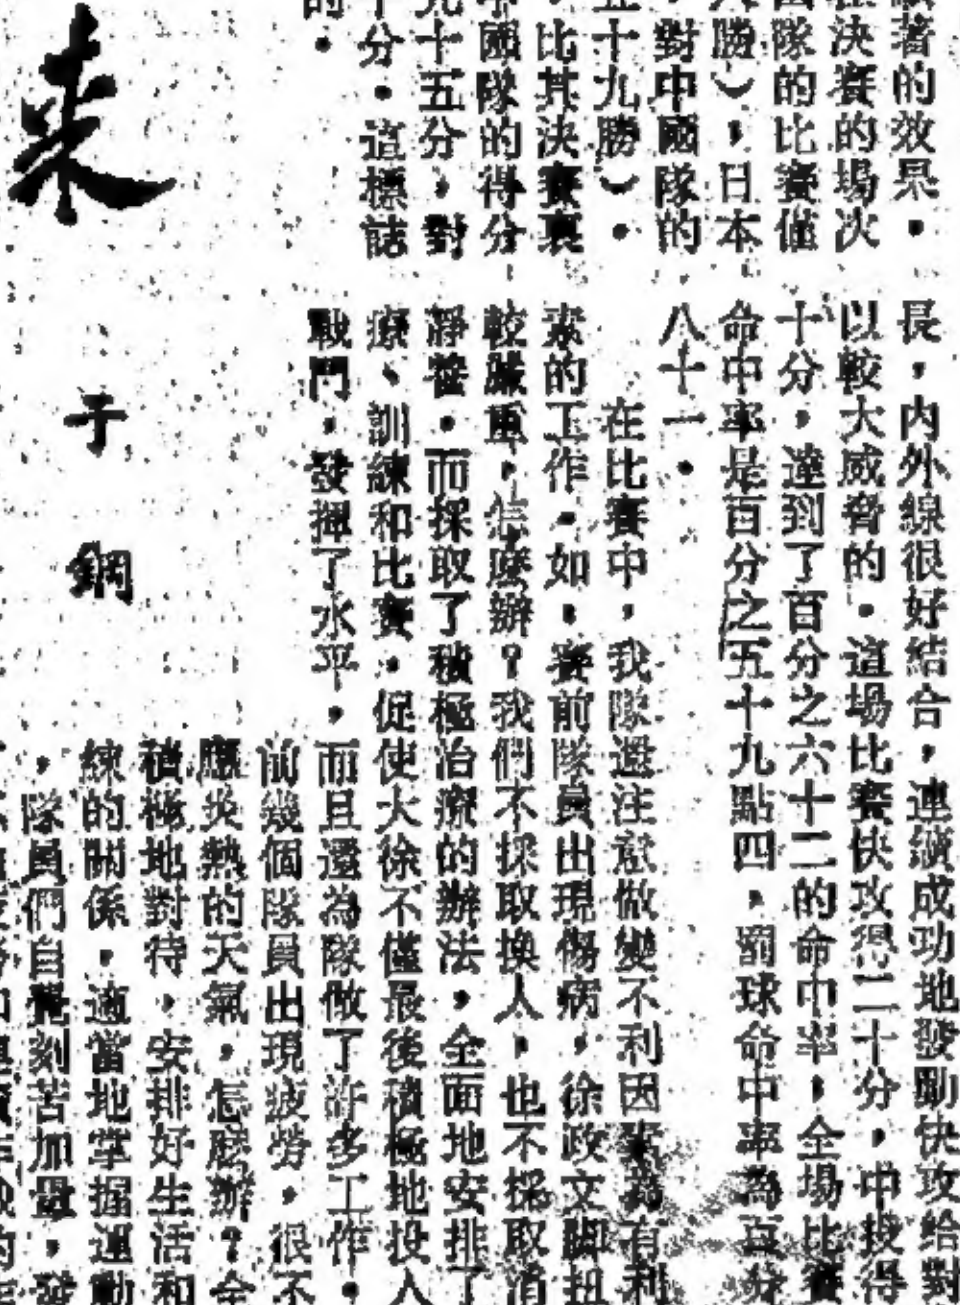 著的效果。
決賽的場次
隊的比賽僅
勝），日本
對中國隊的
五十九勝）。
比其決賽裏
中國隊的得分
九十五分，對
十分。這標誌
的。
來
于鋼
長，內外線很好結合，連續成功地發動快攻給對
以較大威脅的。這場比賽快攻得二十分，中投得
十分，達到了百分之六十二的命中率，全場比賽
命中率是百分之五十九點四，罰球命中率為百分
八十一。
在比賽中，我隊還注意做變不利因素為有利
素的工作。如，賽前隊員出現傷病，徐政文腳扭
較嚴重，怎麼辦？我們不採取換人，也不採取消
靜養。而採取了積極治療的辦法，全面地安排了
療、訓練和比賽，促使大徐不僅最後積極地投入
戰鬥，發揮了水平，而且還為隊做了許多工作。
前幾個隊員出現疲勞，很不
應炎熱的天氣，怎麼辦？全
積極地對待，安排好生活和
練的關係，適當地掌握運動
，隊員們自覺刻苦加量，發